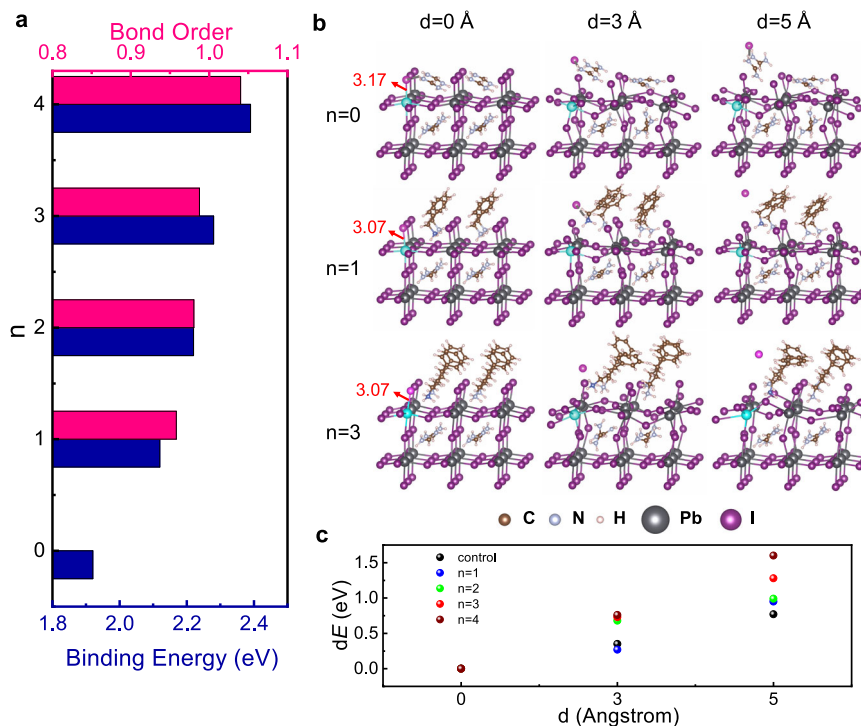 a
Bond Order
0.8 0.9 1.0 1.1
4
3
2
1
0
n
1.8 2.0 2.2 2.4
Binding Energy (eV)
b
d=0 Å d=3 Å d=5 Å
3.17
n=0
3.07
n=1
3.07
n=3
C N H Pb I
c
control
n=1
n=2
n=3
n=4
1.5
1.0
0.5
0.0
dE (eV)
0 3 5
d (Angstrom)